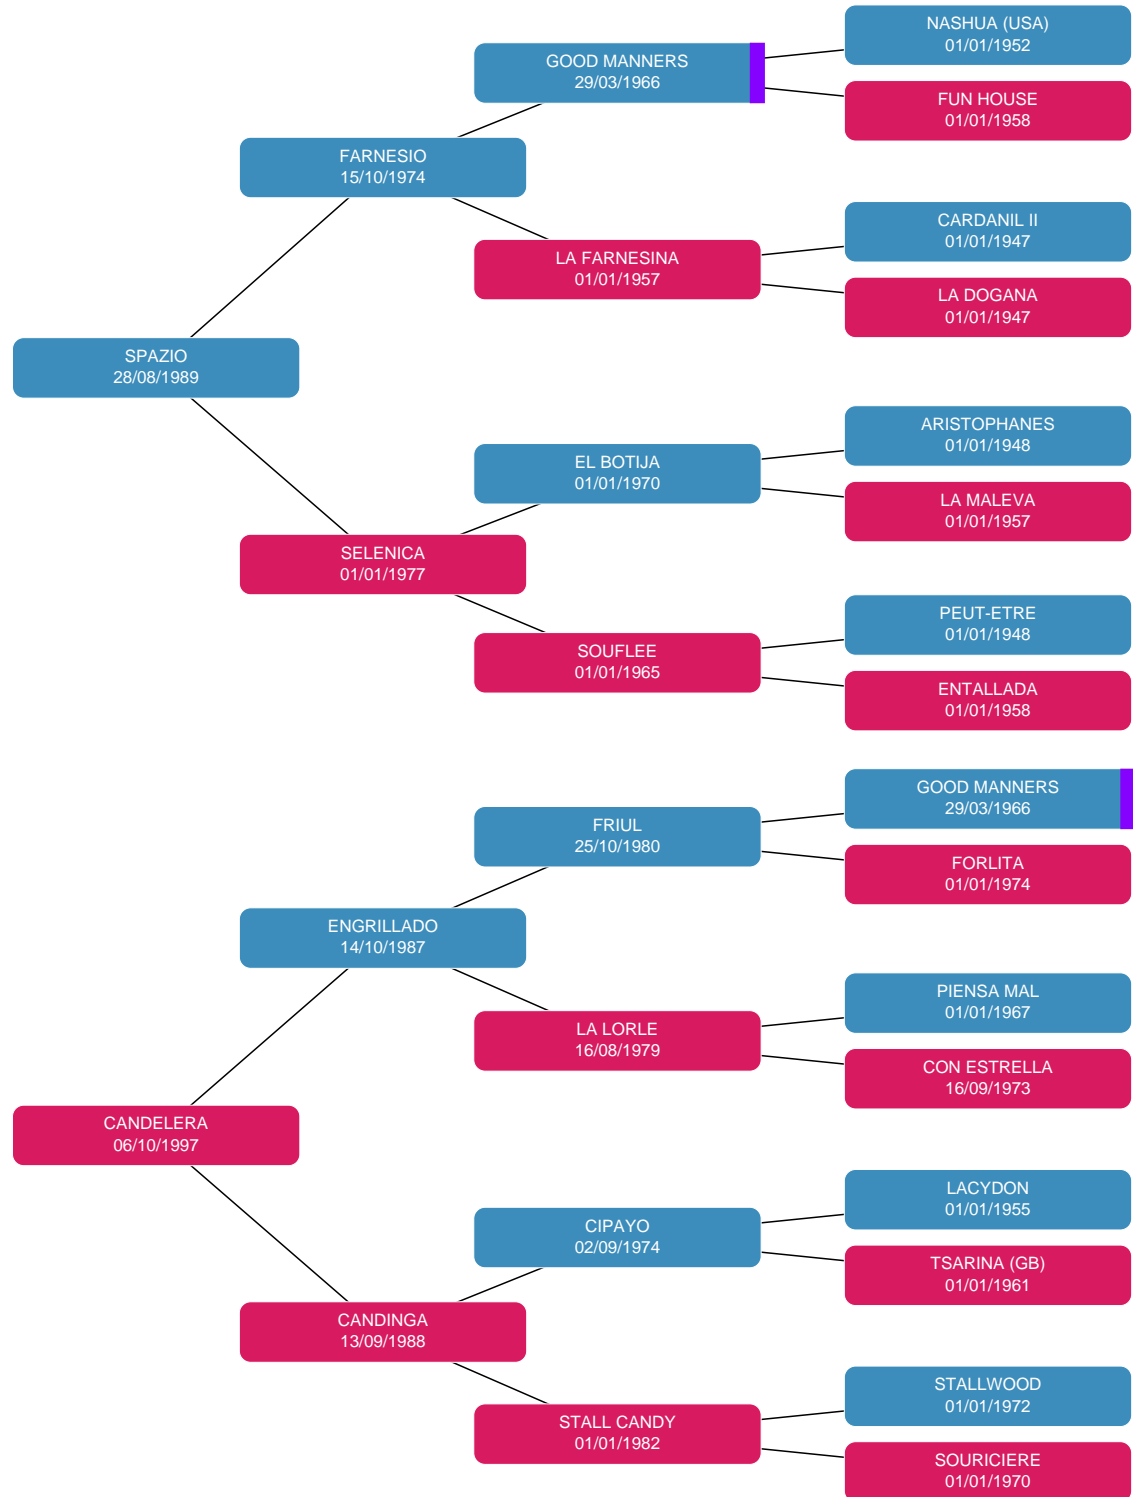 NASHUA (USA)
01/01/1952
GOOD MANNERS
29/03/1966
FUN HOUSE
01/01/1958
FARNESIO
15/10/1974
CARDANIL II
01/01/1947
LA FARNESINA
01/01/1957
LA DOGANA
01/01/1947
SPAZIO
28/08/1989
ARISTOPHANES
01/01/1948
EL BOTIJA
01/01/1970
LA MALEVA
01/01/1957
SELENICA
01/01/1977
PEUT-ETRE
01/01/1948
SOUFLEE
01/01/1965
ENTALLADA
01/01/1958
GOOD MANNERS
29/03/1966
FRIUL
25/10/1980
FORLITA
01/01/1974
ENGRILLADO
14/10/1987
PIENSA MAL
01/01/1967
LA LORLE
16/08/1979
CON ESTRELLA
16/09/1973
CANDELERA
06/10/1997
LACYDON
01/01/1955
CIPAYO
02/09/1974
TSARINA (GB)
01/01/1961
CANDINGA
13/09/1988
STALLWOOD
01/01/1972
STALL CANDY
01/01/1982
SOURICIERE
01/01/1970